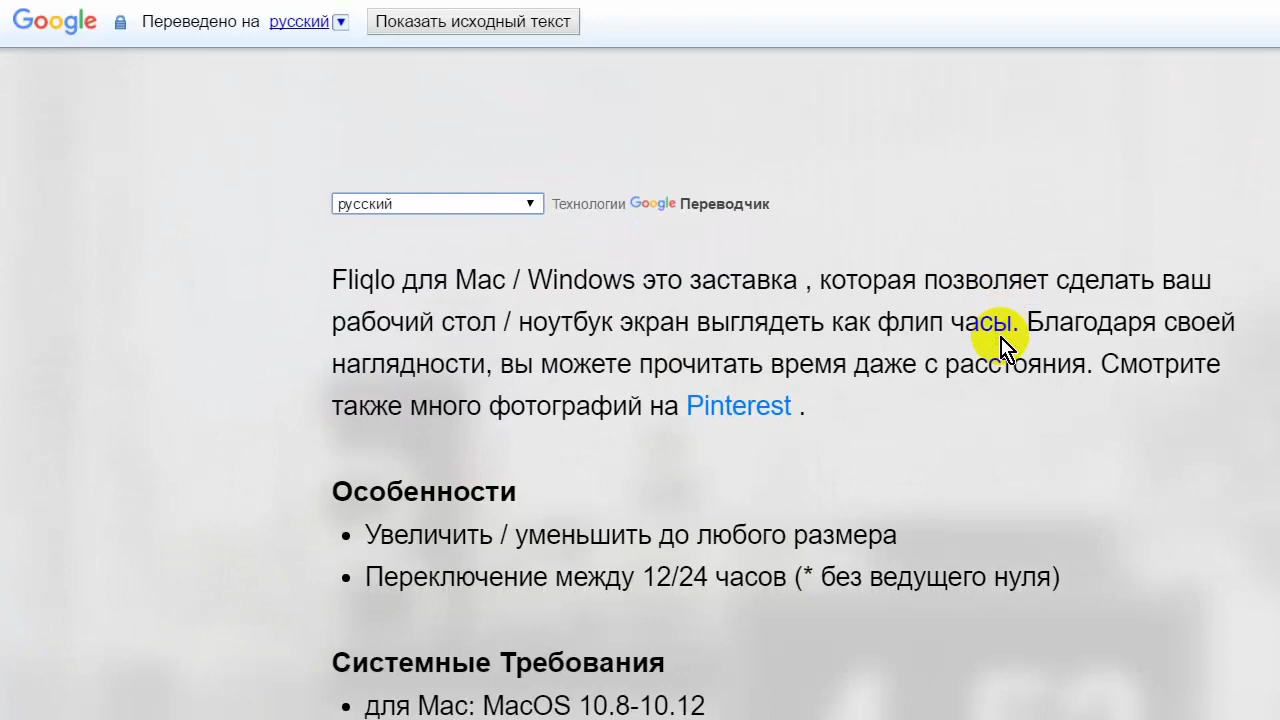 Google Переведено на русский Показать исходный текст
русский Технологии Google Переводчик
Fliqlo для Mac / Windows это заставка , которая позволяет сделать ваш
рабочий стол / ноутбук экран выглядеть как флип часы. Благодаря своей
наглядности, вы можете прочитать время даже с расстояния. Смотрите
также много фотографий на Pinterest .
Особенности
• Увеличить / уменьшить до любого размера
• Переключение между 12/24 часов (* без ведущего нуля)
Системные Требования
• для Mac: MacOS 10.8-10.12